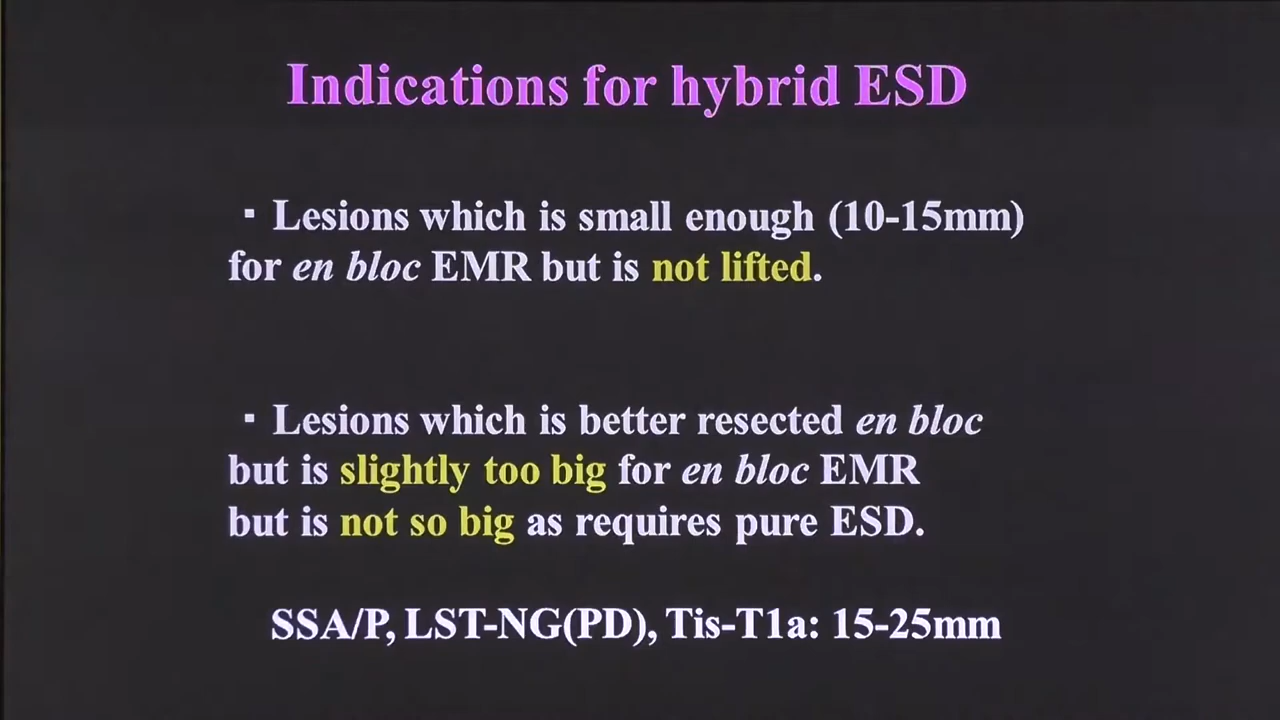 Indications for hybrid ESD
▪ Lesions which is small enough (10-15mm)
for en bloc EMR but is not lifted.
▪ Lesions which is better resected en bloc
but is slightly too big for en bloc EMR
but is not so big as requires pure ESD.
SSA/P, LST-NG(PD), Tis-T1a: 15-25mm